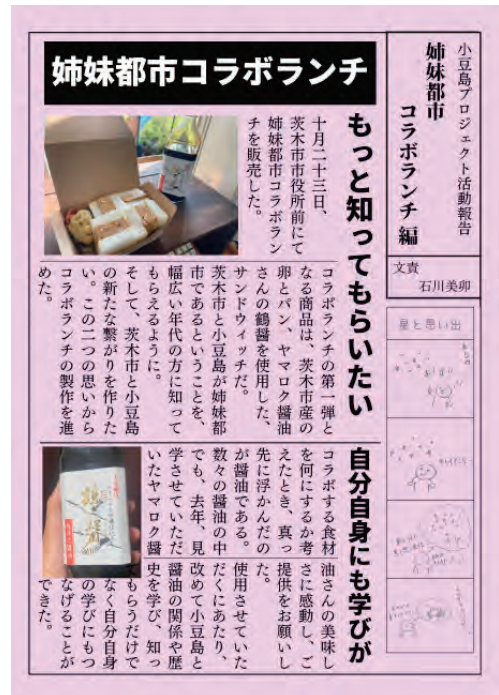 小豆島プロジェクト活動報告
姉妹都市
コラボランチ 編
文責
石川美卯
姉妹都市コラボランチ
もっと知ってもらいたい
十月二十三日、
茨木市市役所前にて
姉妹都市コラボラン
チを販売した。
コラボランチの第一弾と
なる商品は、茨木市産の
卵とパン、ヤマロク醤油
さんの鶴醤を使用した、
サンドウィッチだ。
茨木市と小豆島が姉妹都
市であるということを、
幅広い年代の方に知って
もらえるように。
そして、茨木市と小豆島
の新たな繋がりを作りた
い。この二つの思いから
コラボランチの製作を進
めた。
自分自身にも学びが
コラボする食材
を何にするか考
えたとき、真っ
先に浮かんだの
が醤油である。
数々の醤油の中
でも、去年、見
学させていただ
いたヤマロク醤
油さんの美味し
さに感動し、ご
提供をお願いし
た。
使用させていた
だくにあたり、
改めて小豆島と
醤油の関係や歴
史を学び、知っ
てもらうだけで
なく自分自身
の学びにもつ
なげることが
できた。
鶴醤
星と思い出